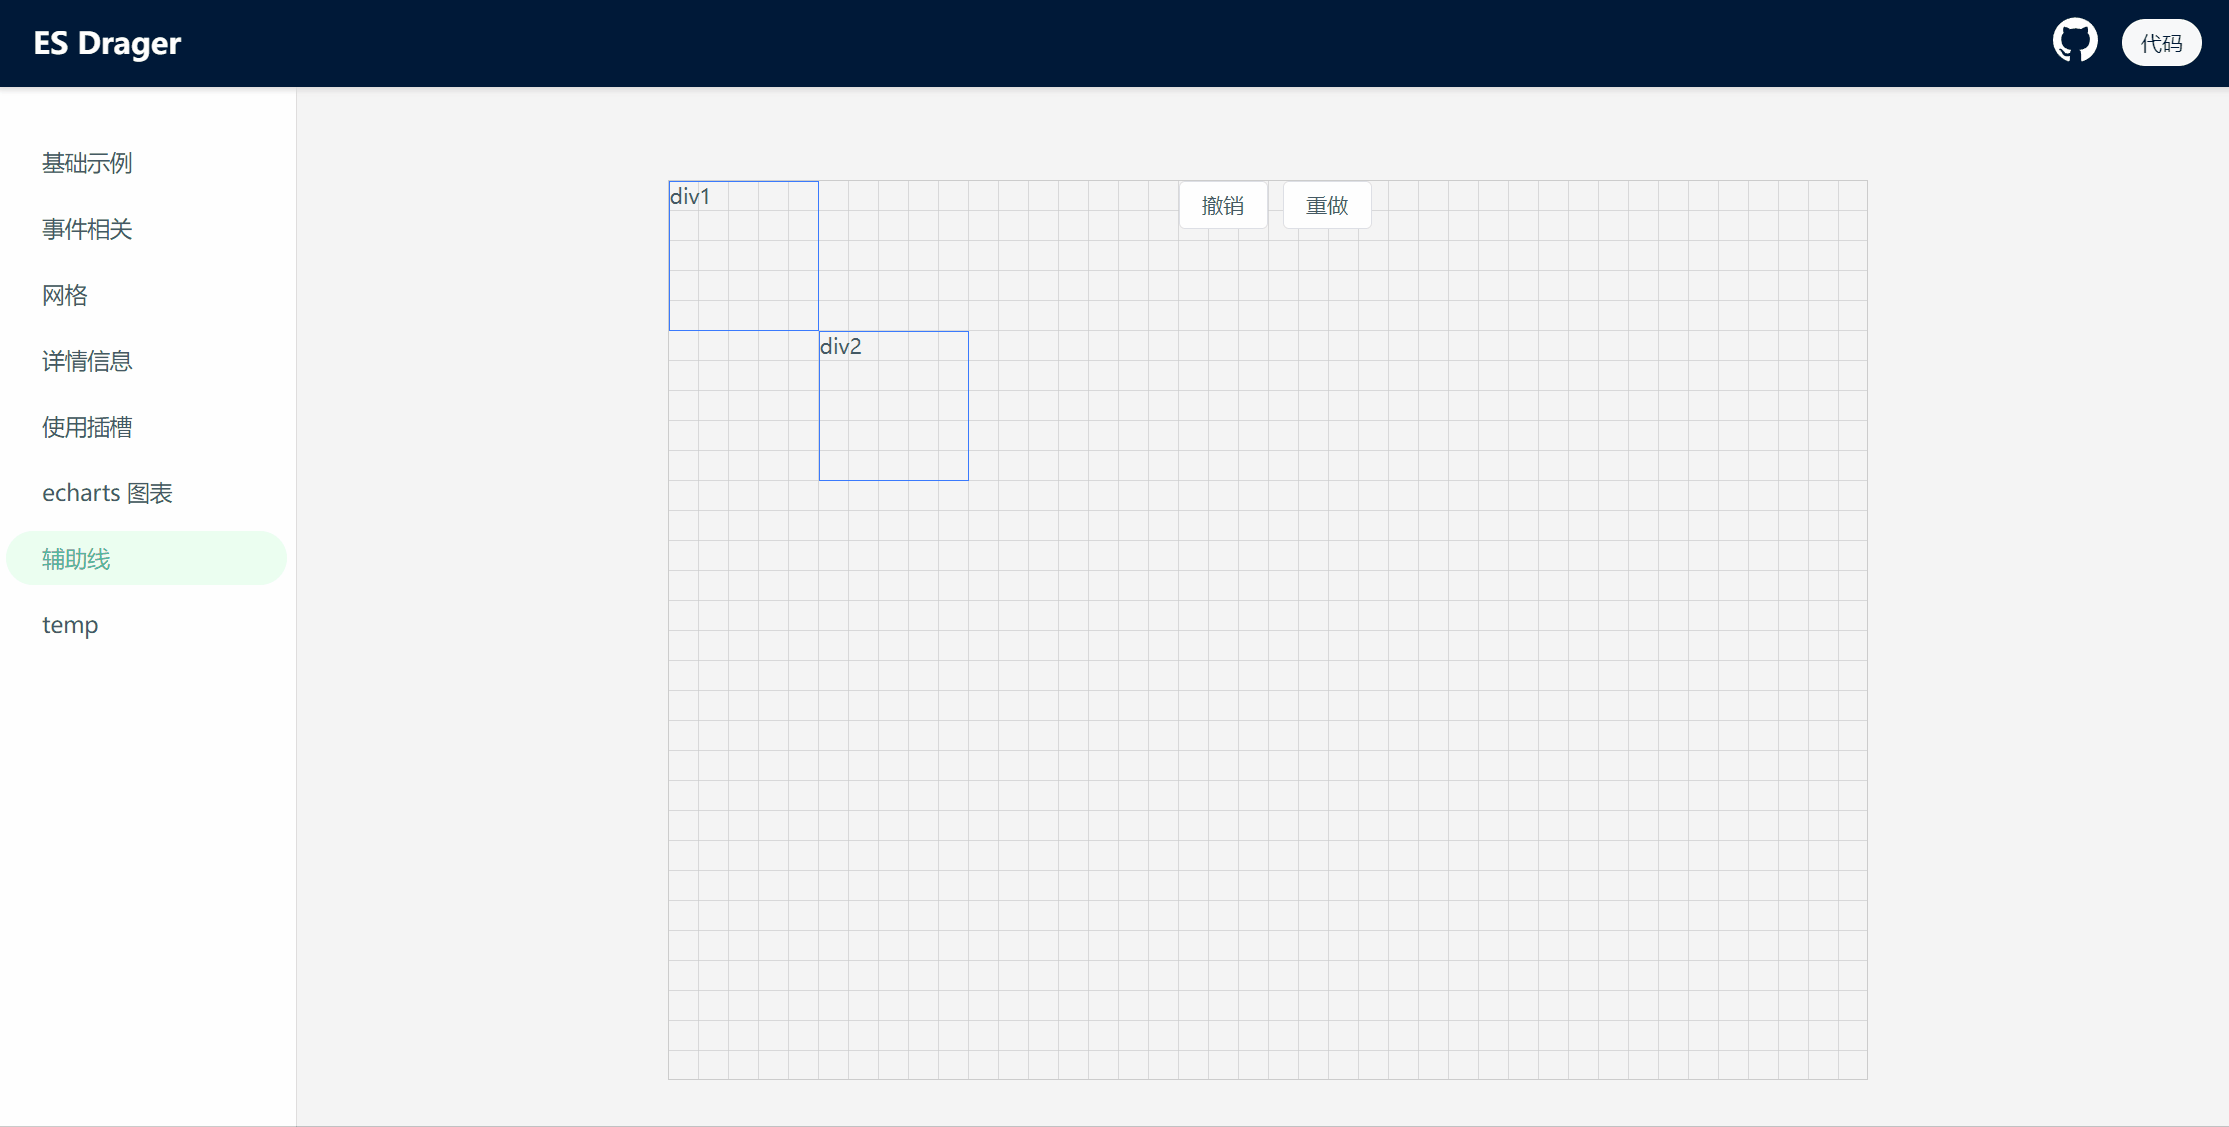 ES Drager
代码
基础示例
事件相关
网格
详情信息
使用插槽
echarts 图表
辅助线
temp
div1
撤销
重做
div2